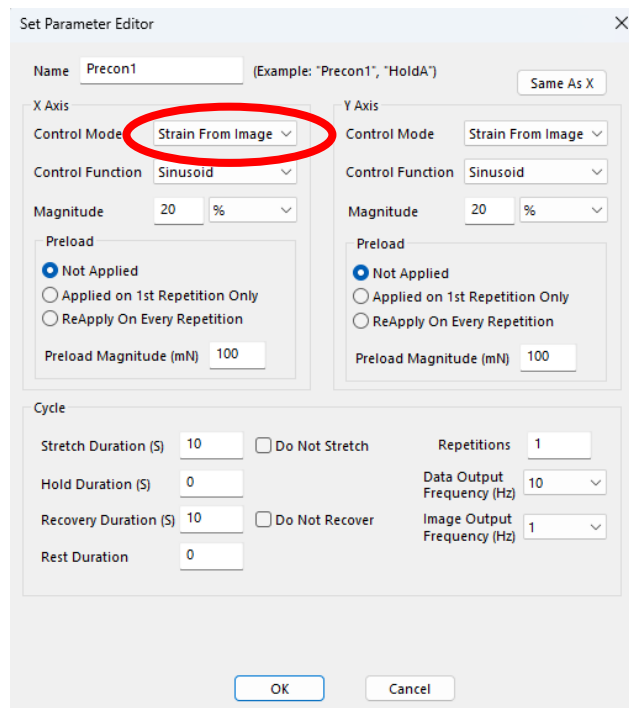 Set Parameter Editor
Name Precon1 (Example: "Precon1", "HoldA")
Same As X
X Axis
Control Mode Strain From Image
Control Function Sinusoid
Magnitude 20 %
Preload
Not Applied
Applied on 1st Repetition Only
ReApply On Every Repetition
Preload Magnitude (mN) 100
Y Axis
Control Mode Strain From Image
Control Function Sinusoid
Magnitude 20 %
Preload
Not Applied
Applied on 1st Repetition Only
ReApply On Every Repetition
Preload Magnitude (mN) 100
Cycle
Stretch Duration (S) 10 Do Not Stretch
Hold Duration (S) 0
Recovery Duration (S) 10 Do Not Recover
Rest Duration 0
Repetitions 1
Data Output
Frequency (Hz) 10
Image Output
Frequency (Hz) 1
OK
Cancel